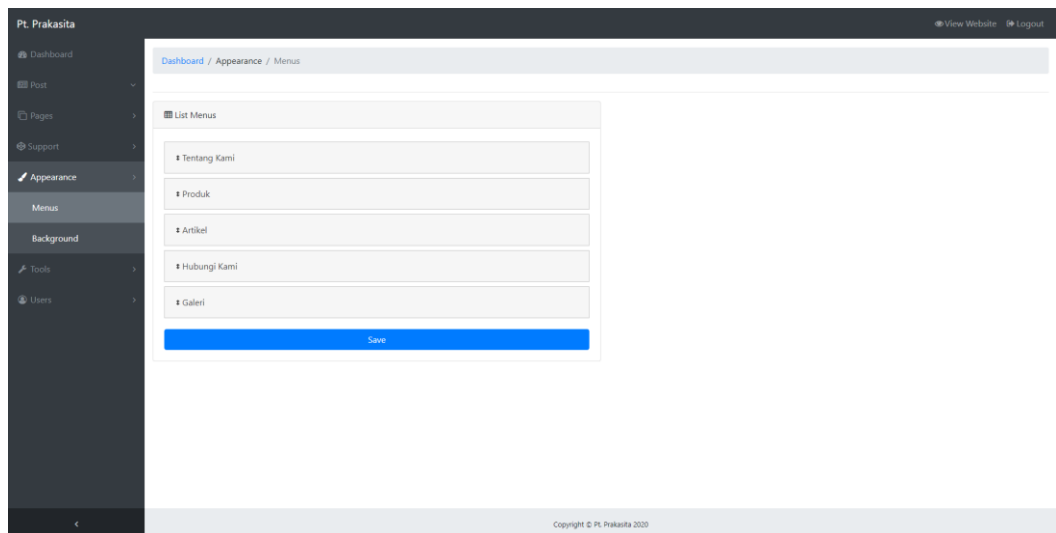 Pt. Prakasita
View Website Logout
Dashboard
Post
Pages
Support
Appearance
Menus
Background
Tools
Users
Dashboard / Appearance / Menus
List Menus
Tentang Kami
Produk
Artikel
Hubungi Kami
Galeri
Save
Copyright © Pt. Prakasita 2020